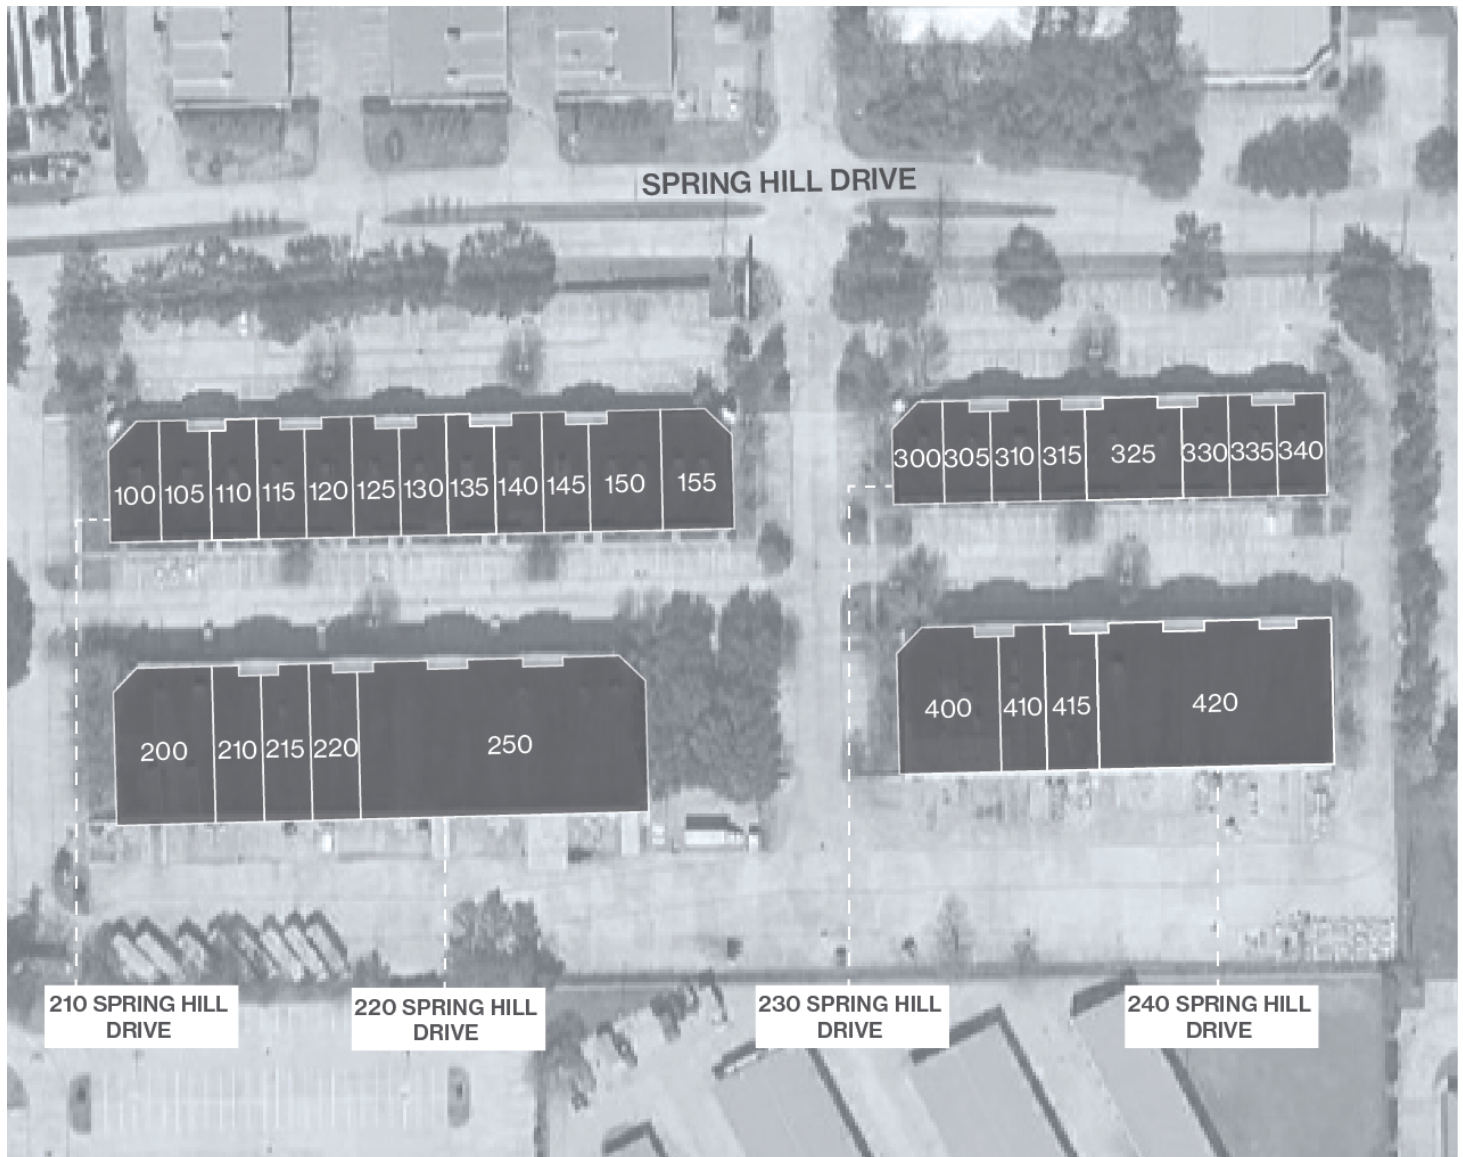 SPRING HILL DRIVE
100 105 110 115 120 125 130 135 140 145 150 155
300 305 310 315 325 330 335 340
200 210 215 220 250
400 410 415 420
210 SPRING HILL
DRIVE
220 SPRING HILL
DRIVE
230 SPRING HILL
DRIVE
240 SPRING HILL
DRIVE